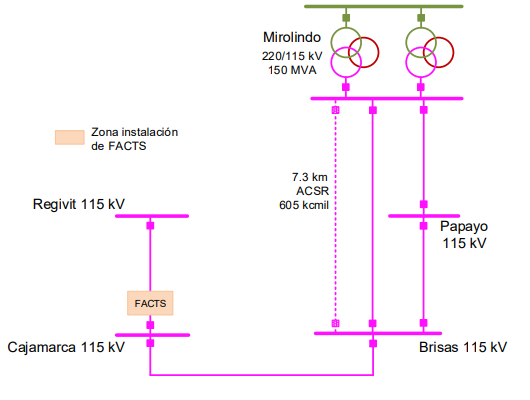 Mirolindo
220/115 kV
150 MVA
Zona instalación
de FACTS
7.3 km
ACSR
605 kcmil
Regivit 115 kV
Papayo
115 kV
FACTS
Cajamarca 115 kV
Brisas 115 kV